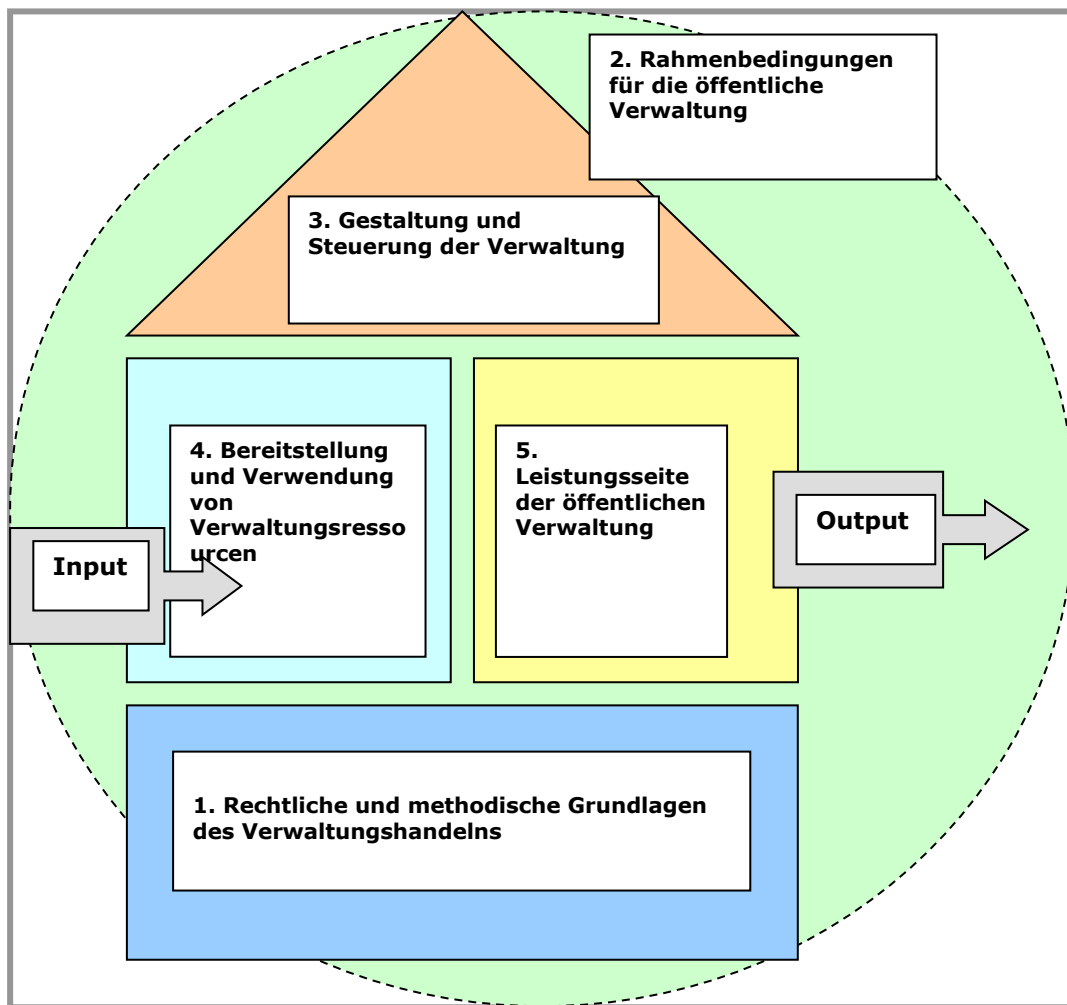 2. Rahmenbedingungen
für die öffentliche
Verwaltung
3. Gestaltung und
Steuerung der Verwaltung
4. Bereitstellung
und Verwendung
von
Verwaltungsresso
urcen
5.
Leistungsseite
der öffentlichen
Verwaltung
Input
Output
1. Rechtliche und methodische Grundlagen
des Verwaltungshandelns